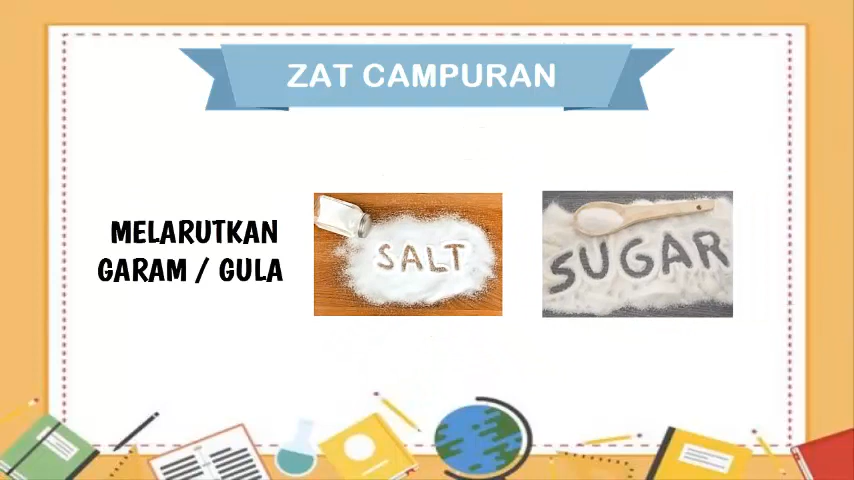 ZAT CAMPURAN
MELARUTKAN
GARAM / GULA
SALT
SUGAR